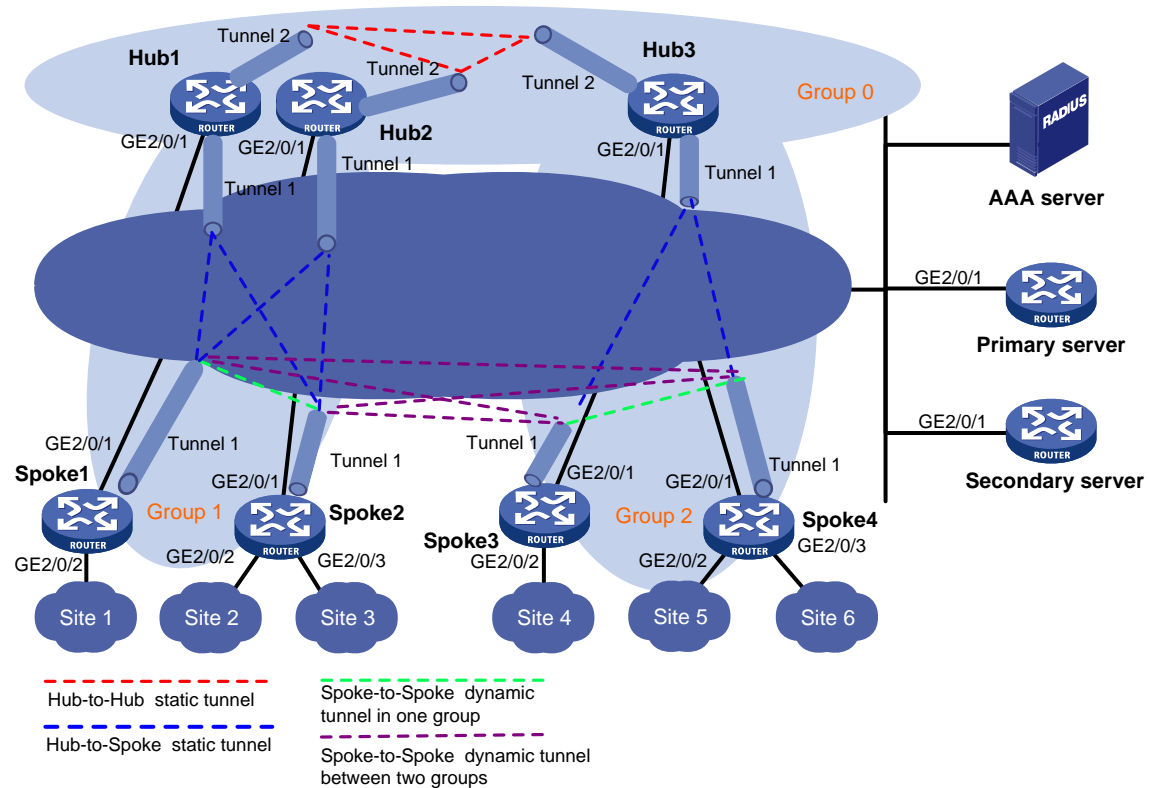 Tunnel 2
Hub1
Hub3
Tunnel 2
Tunnel 2
Group 0
RADIUS
ROUTER
ROUTER
ROUTER
Hub2
GE2/0/1
GE2/0/1
GE2/0/1
Tunnel 1
Tunnel 1
Tunnel 1
AAA server
GE2/0/1
ROUTER
Primary server
GE2/0/1
ROUTER
Secondary server
GE2/0/1
Tunnel 1
Tunnel 1
Tunnel 1
Tunnel 1
Spoke1
GE2/0/1
GE2/0/1
GE2/0/1
Group 1
Spoke2
Group 2
Spoke4
ROUTER
ROUTER
Spoke3
ROUTER
ROUTER
GE2/0/2
GE2/0/2
GE2/0/3
GE2/0/2
GE2/0/2
GE2/0/3
Site 1
Site 2
Site 3
Site 4
Site 5
Site 6
Hub-to-Hub static tunnel
Hub-to-Spoke static tunnel
Spoke-to-Spoke dynamic
tunnel in one group
Spoke-to-Spoke dynamic tunnel
between two groups